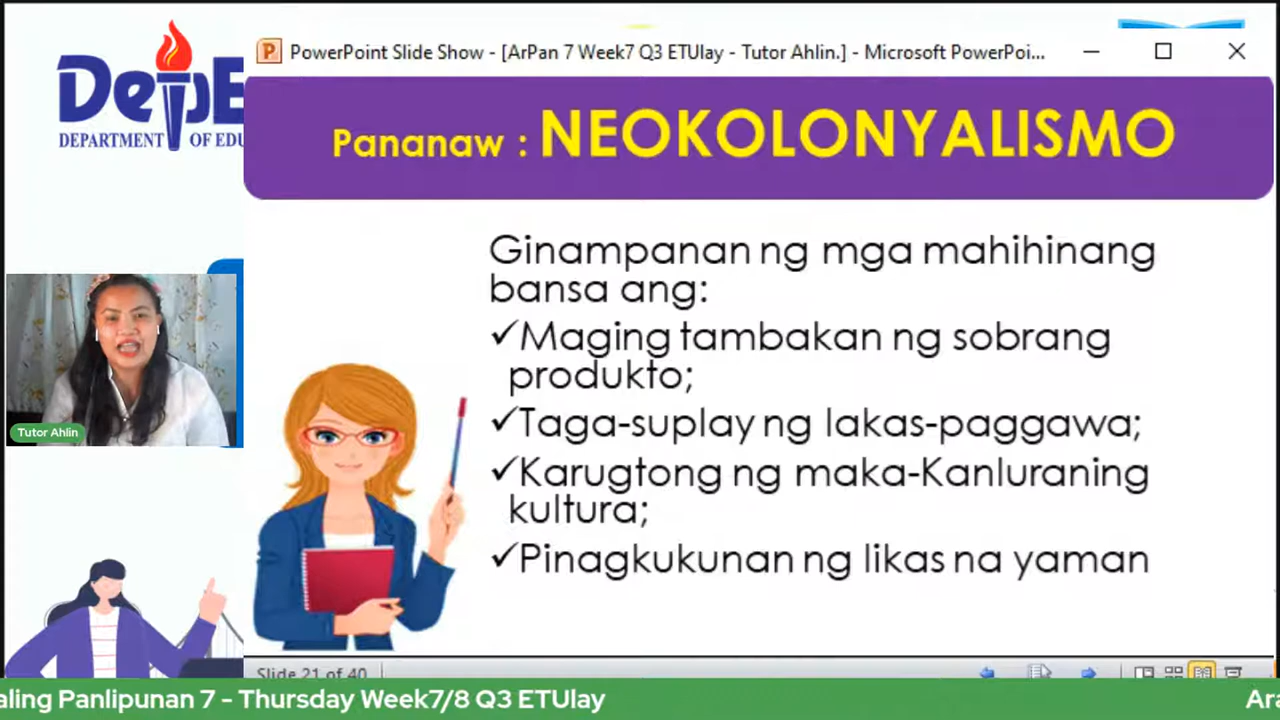 DepE
DEPARTMENT OF EDU
PowerPoint Slide Show - [ArPan 7 Week7 Q3 ETUlay - Tutor Ahlin.] - Microsoft PowerPoi...
Pananaw : NEOKOLONYALISMO
Ginampanan ng mga mahihinang
bansa ang:
✓Maging tambakan ng sobrang
produkto;
✓Taga-suplay ng lakas-paggawa;
✓Karugtong ng maka-Kanluraning
kultura;
✓Pinagkukunan ng likas na yaman
Tutor Ahlin
Slide 21 of 40
aling Panlipunan 7 - Thursday Week7/8 Q3 ETUlay
Ara